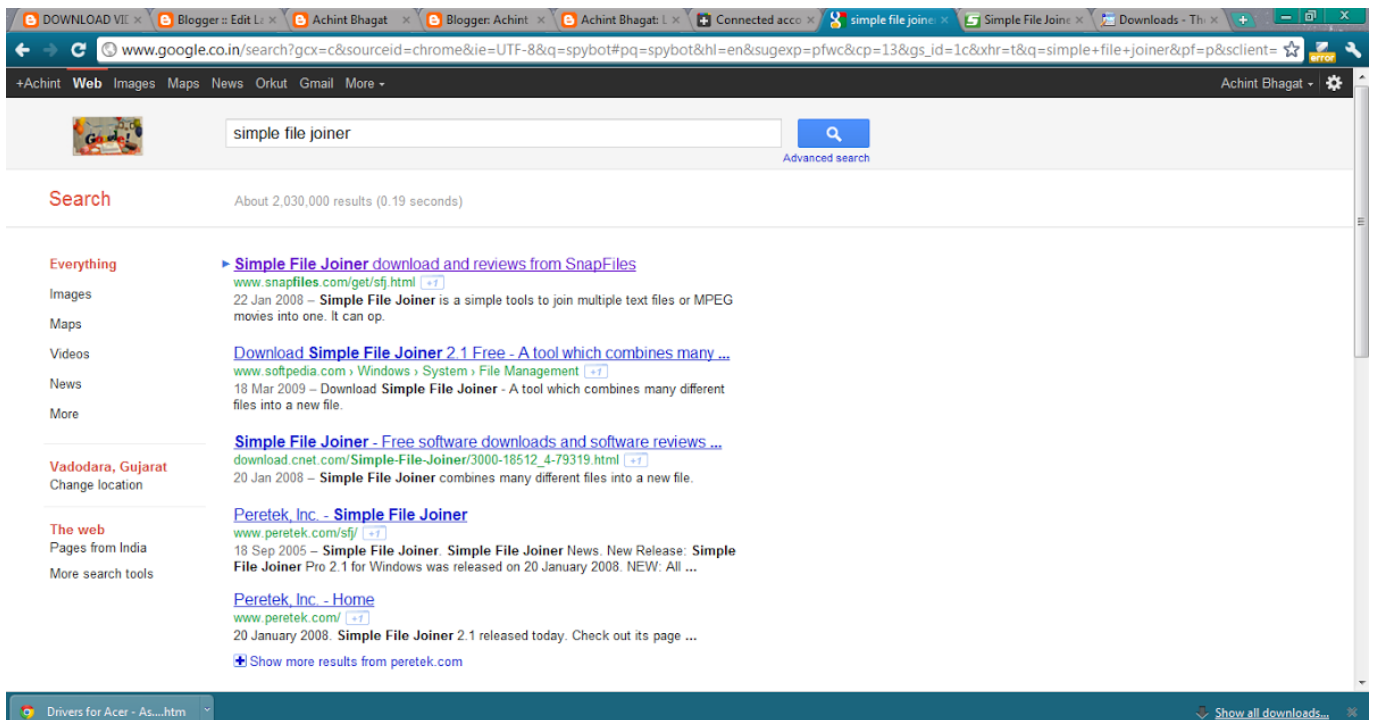 DOWNLOAD VII
Blogger :: Edit La
Achint Bhagat
Blogger: Achint
Achint Bhagat: L
Connected acco
simple file joiner
Simple File Joine
Downloads - The
www.google.co.in/search?gcx=c&sourceid=chrome&ie=UTF-8&q=spybot#pq=spybot&hl=en&sugexp=pfwc&cp=13&gs_id=1c&xhr=t&q=simple+file+joiner&pf=p&sclient=
error
+Achint Web Images Maps News Orkut Gmail More
Achint Bhagat
simple file joiner
Advanced search
Search
About 2,030,000 results (0.19 seconds)
Everything
Images
Maps
Videos
News
More
Vadodara, Gujarat
Change location
The web
Pages from India
More search tools
Simple File Joiner download and reviews from SnapFiles
www.snapfiles.com/get/sfj.html +1
22 Jan 2008 – Simple File Joiner is a simple tools to join multiple text files or MPEG
movies into one. It can op.
Download Simple File Joiner 2.1 Free - A tool which combines many ...
www.softpedia.com › Windows › System › File Management +1
18 Mar 2009 – Download Simple File Joiner - A tool which combines many different
files into a new file.
Simple File Joiner - Free software downloads and software reviews ...
download.cnet.com/Simple-File-Joiner/3000-18512_4-79319.html +1
20 Jan 2008 – Simple File Joiner combines many different files into a new file.
Peretek, Inc. - Simple File Joiner
www.peretek.com/sfj/ +1
18 Sep 2005 – Simple File Joiner. Simple File Joiner News. New Release: Simple
File Joiner Pro 2.1 for Windows was released on 20 January 2008. NEW: All ...
Peretek, Inc. - Home
www.peretek.com/ +1
20 January 2008. Simple File Joiner 2.1 released today. Check out its page ...
Show more results from peretek.com
Drivers for Acer - As....htm
Show all downloads...